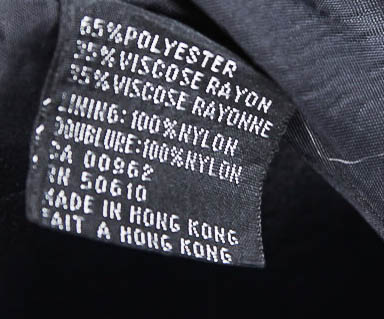 65% POLYESTER
35% VISCOSE RAYON
35% VISCOSE RAYONNE
LINING: 100% NYLON
DOUBLURE: 100% NYLON
CA 00962
RN 50610
MADE IN HONG KONG
FAIT A HONG KONG